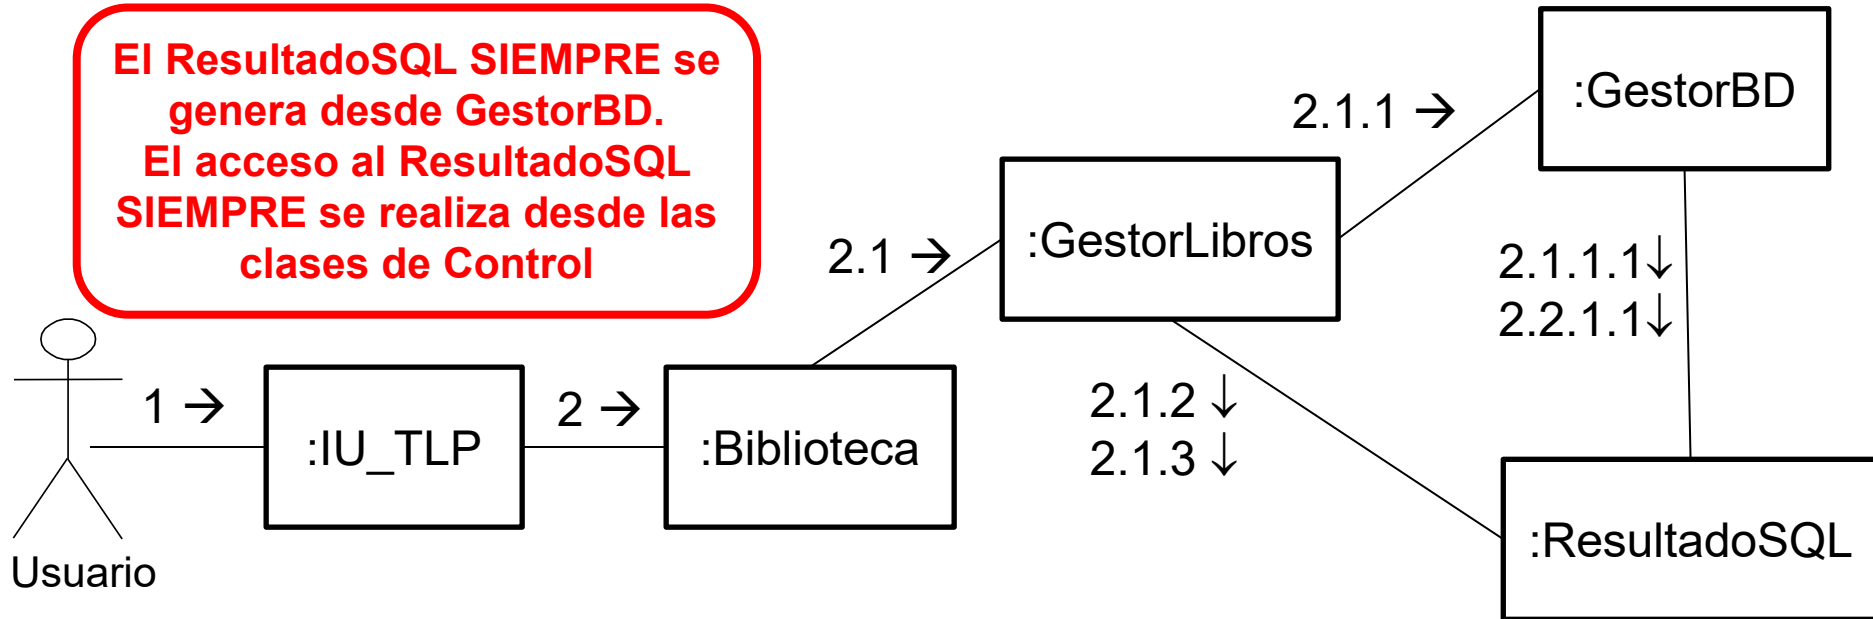 El ResultadoSQL SIEMPRE se
genera desde GestorBD.
El acceso al ResultadoSQL
SIEMPRE se realiza desde las
clases de Control
:GestorBD
2.1.1 →
:GestorLibros
2.1 →
2.1.1.1↓
2.2.1.1↓
1 →
2 →
2.1.2 ↓
2.1.3 ↓
:IU_TLP
:Biblioteca
:ResultadoSQL
Usuario